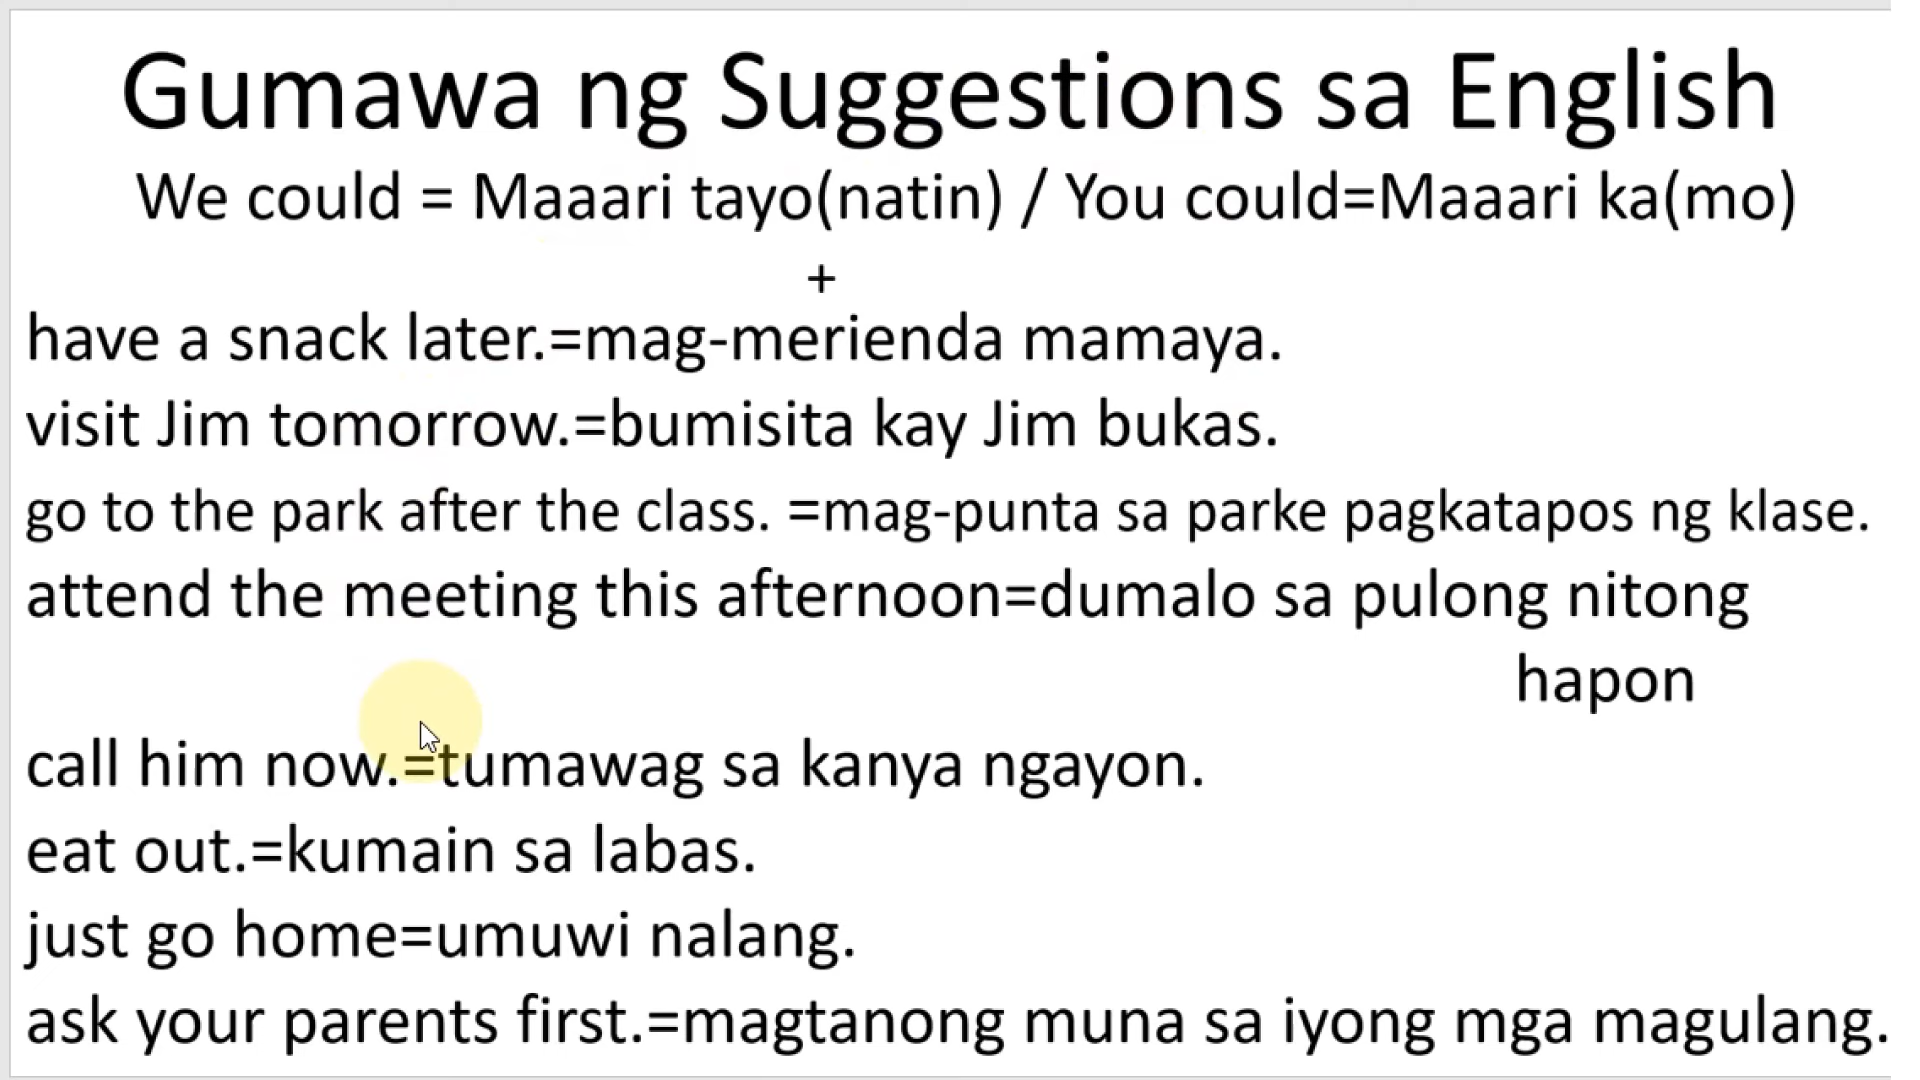 Gumawa ng Suggestions sa English
We could = Maaari tayo(natin) / You could=Maaari ka(mo)
+
have a snack later.=mag-merienda mamaya.
visit Jim tomorrow.=bumisita kay Jim bukas.
go to the park after the class. =mag-punta sa parke pagkatapos ng klase.
attend the meeting this afternoon=dumalo sa pulong nitong
hapon
call him now.=tumawag sa kanya ngayon.
eat out.=kumain sa labas.
just go home=umuwi nalang.
ask your parents first.=magtanong muna sa iyong mga magulang.